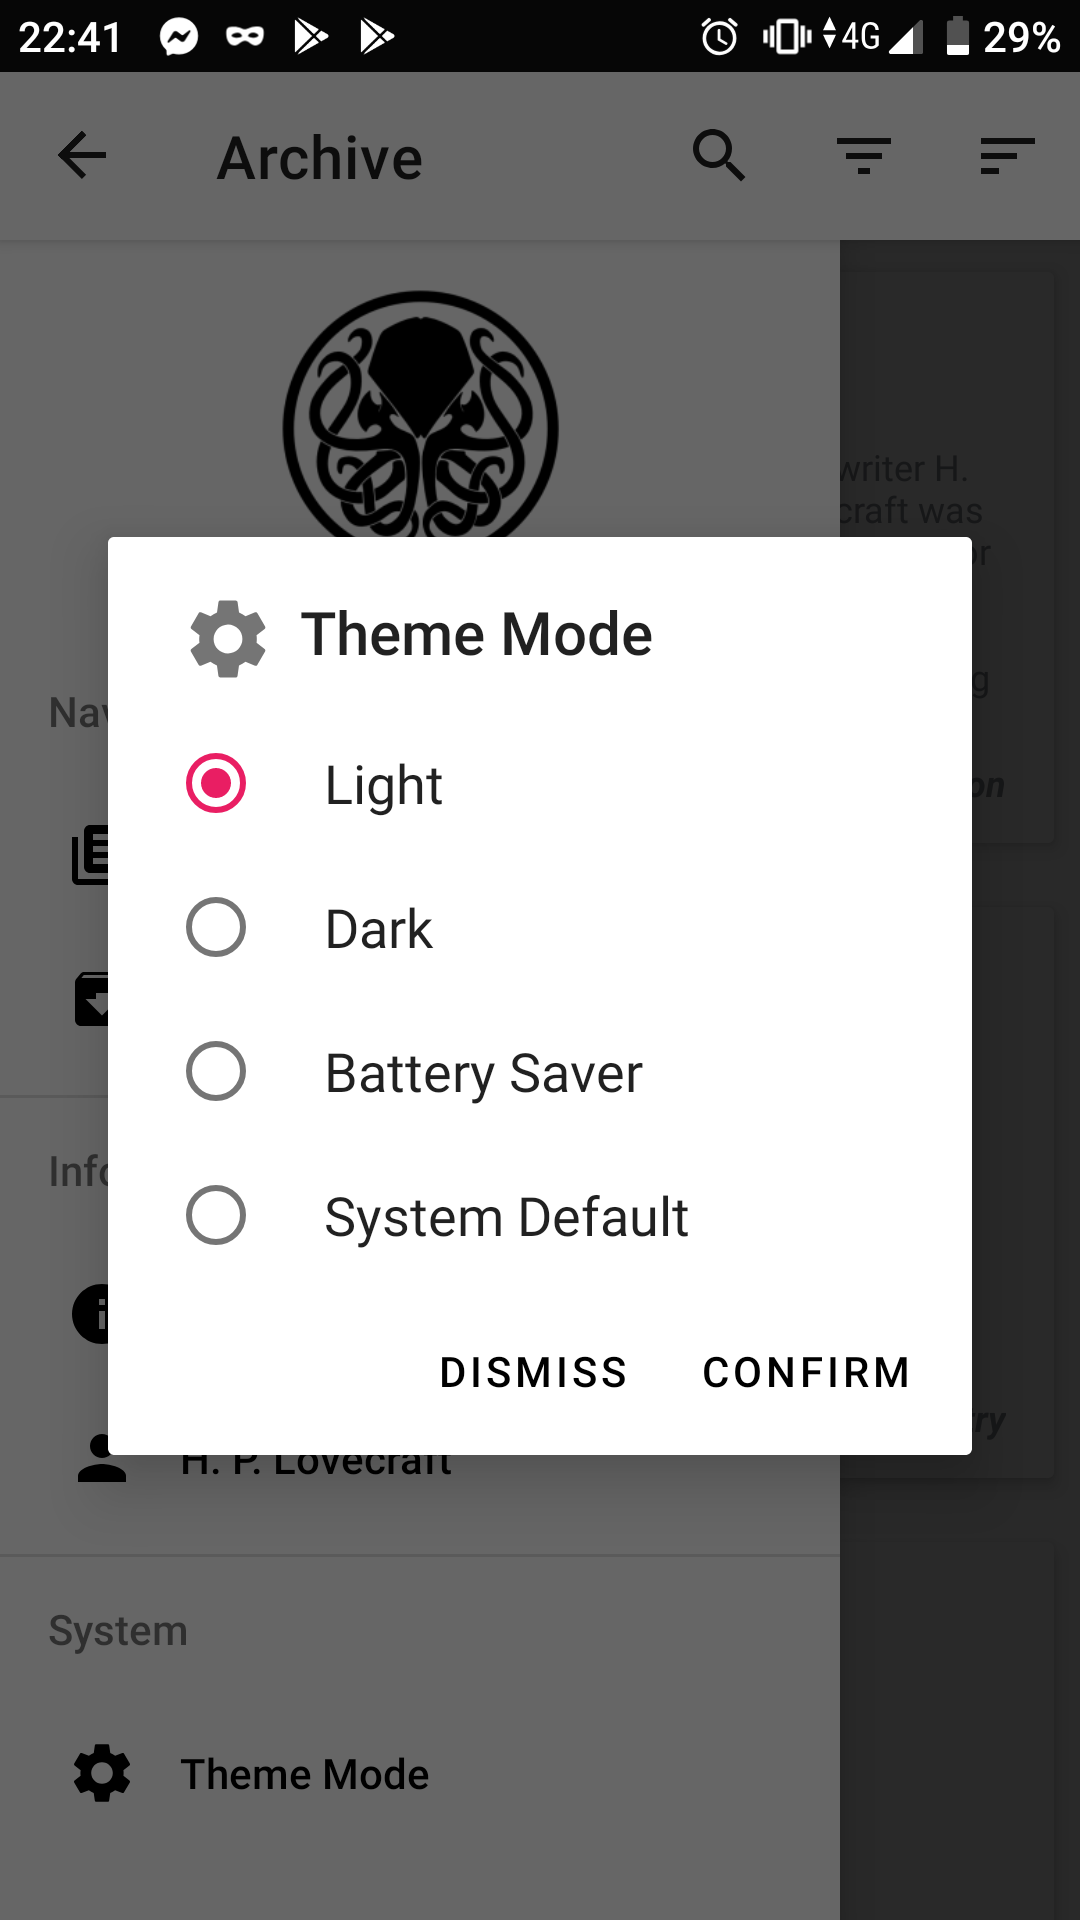 22:41
4G
29%
Archive
writer H.
craft was
Theme Mode
Light
Dark
Battery Saver
System Default
DISMISS
CONFIRM
H. P. Lovecraft
System
Theme Mode